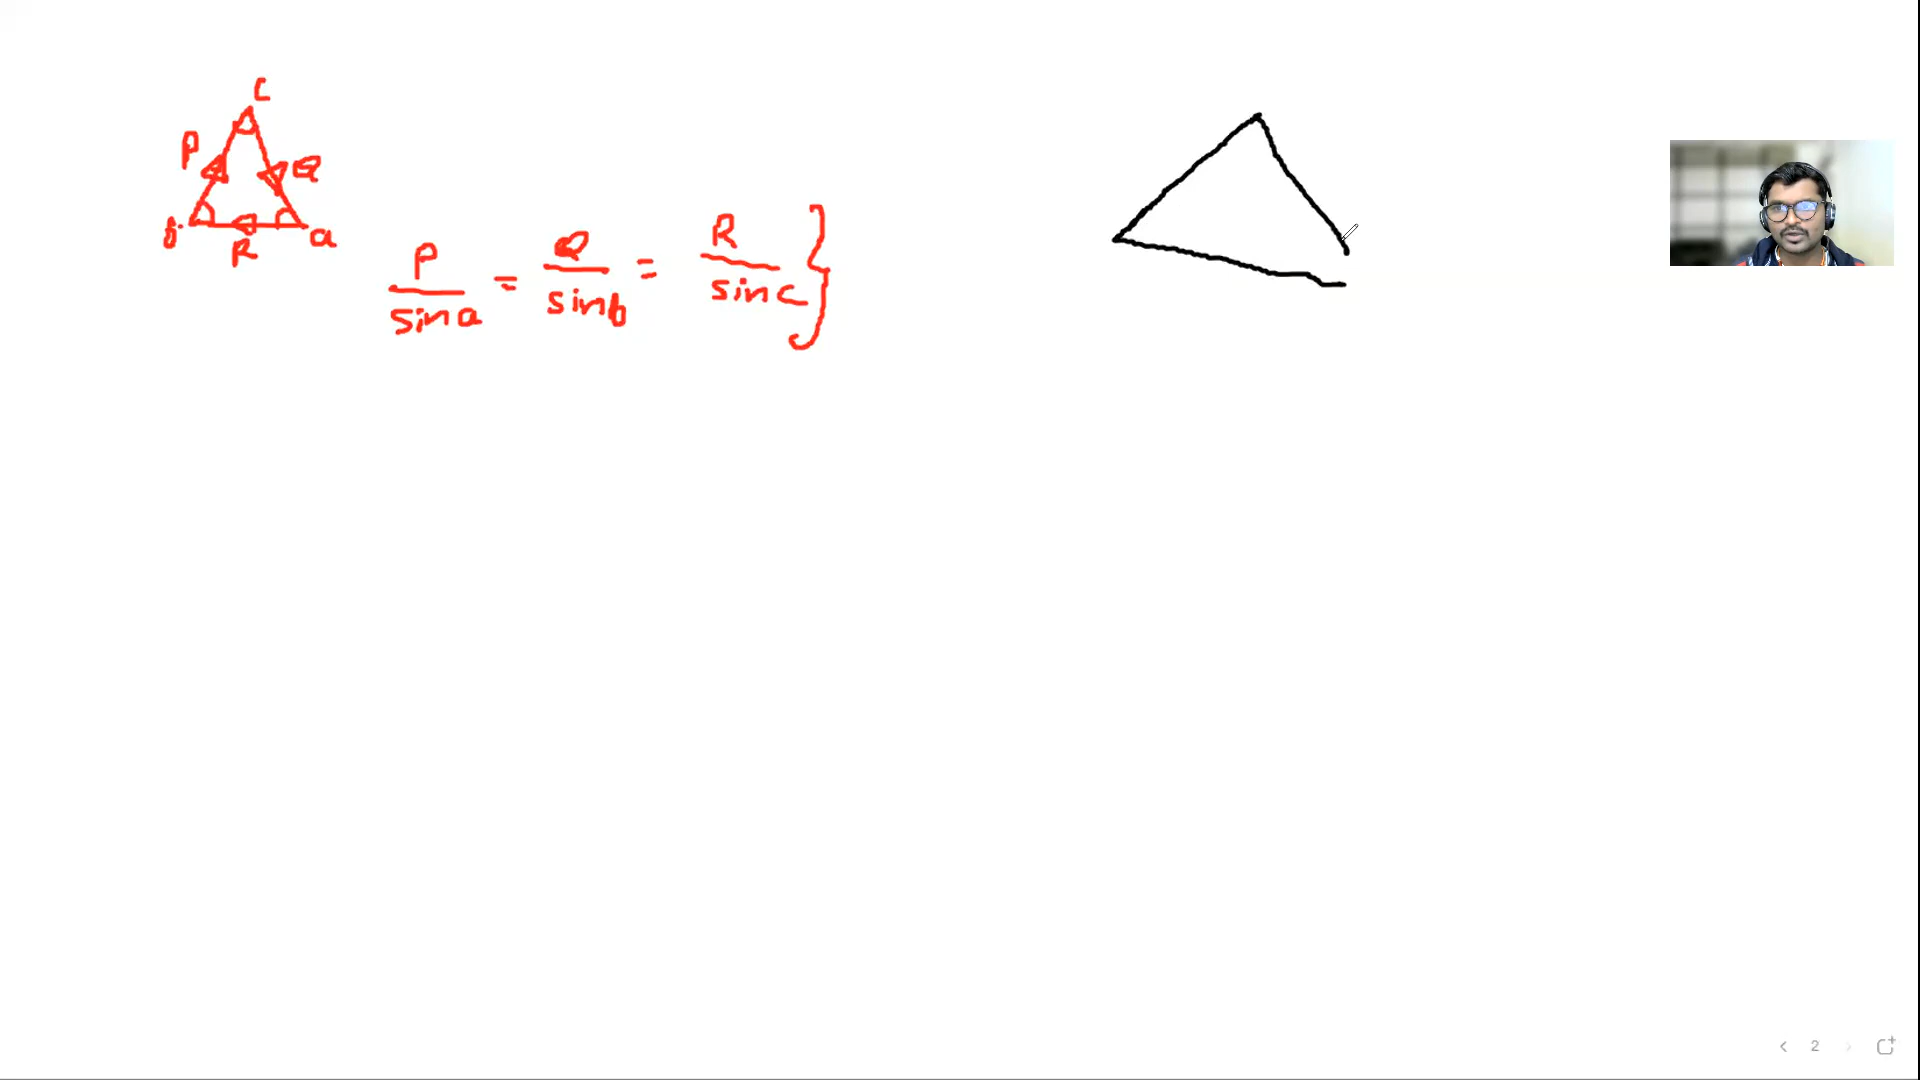 C
P
Q
b
R
a
P/sin a = Q/sin b = R/sin c }
2